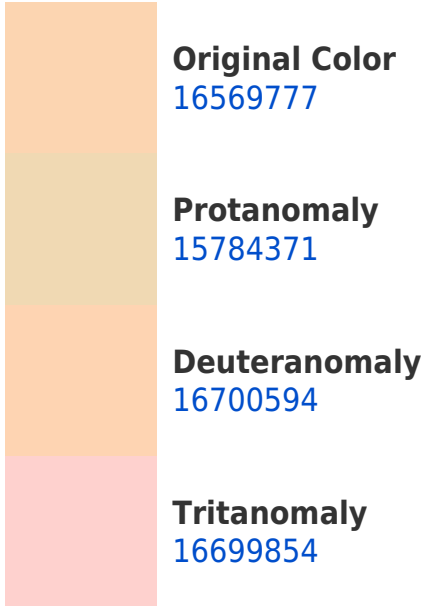 Original Color
16569777
Protanomaly
15784371
Deuteranomaly
16700594
Tritanomaly
16699854